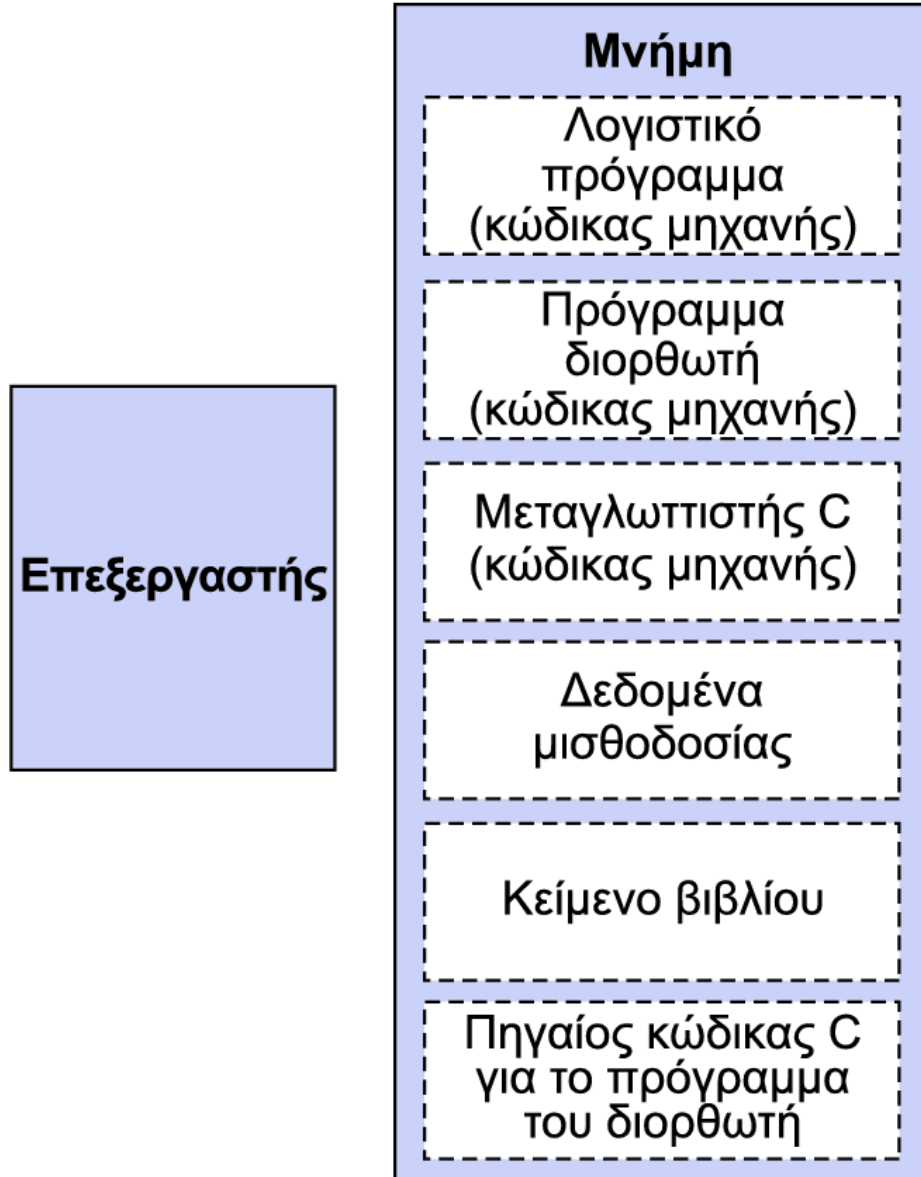 Μνήμη
Λογιστικό
πρόγραμμα
(κώδικας μηχανής)
Πρόγραμμα
διορθωτή
(κώδικας μηχανής)
Μεταγλωττιστής C
(κώδικας μηχανής)
Δεδομένα
μισθοδοσίας
Κείμενο βιβλίου
Πηγαίος κώδικας C
για το πρόγραμμα
του διορθωτή
Επεξεργαστής